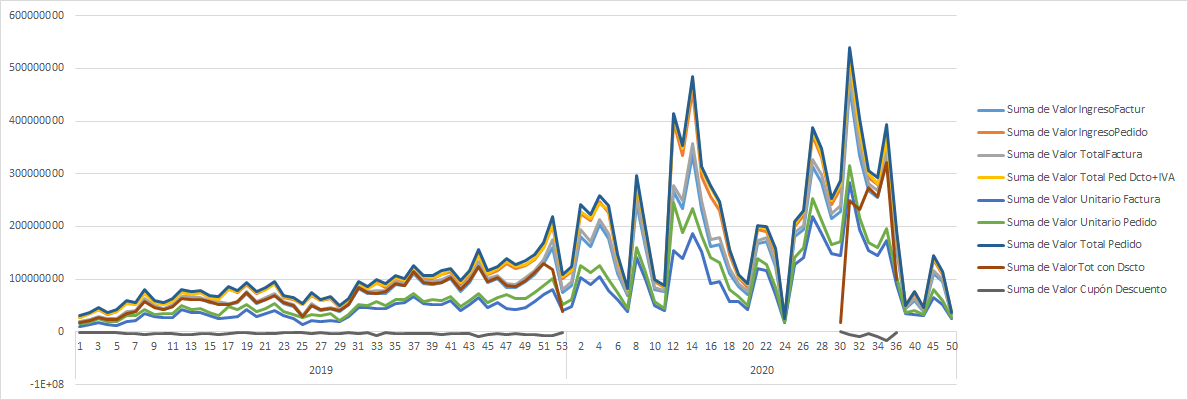 600000000
500000000
400000000
300000000
200000000
100000000
0
-1E+08
1 3 5 7 9 11 13 15 17 19 21 23 25 27 29 31 33 35 37 39 41 43 45 47 49 51 53 2 4 6 8 10 12 14 16 18 20 22 24 26 28 30 32 34 36 38 45 50
2019 2020
Suma de Valor IngresoFactur
Suma de Valor IngresoPedido
Suma de Valor TotalFactura
Suma de Valor Total Ped Dcto+IVA
Suma de Valor Unitario Factura
Suma de Valor Unitario Pedido
Suma de Valor Total Pedido
Suma de ValorTot con Dscto
Suma de Valor Cupón Descuento